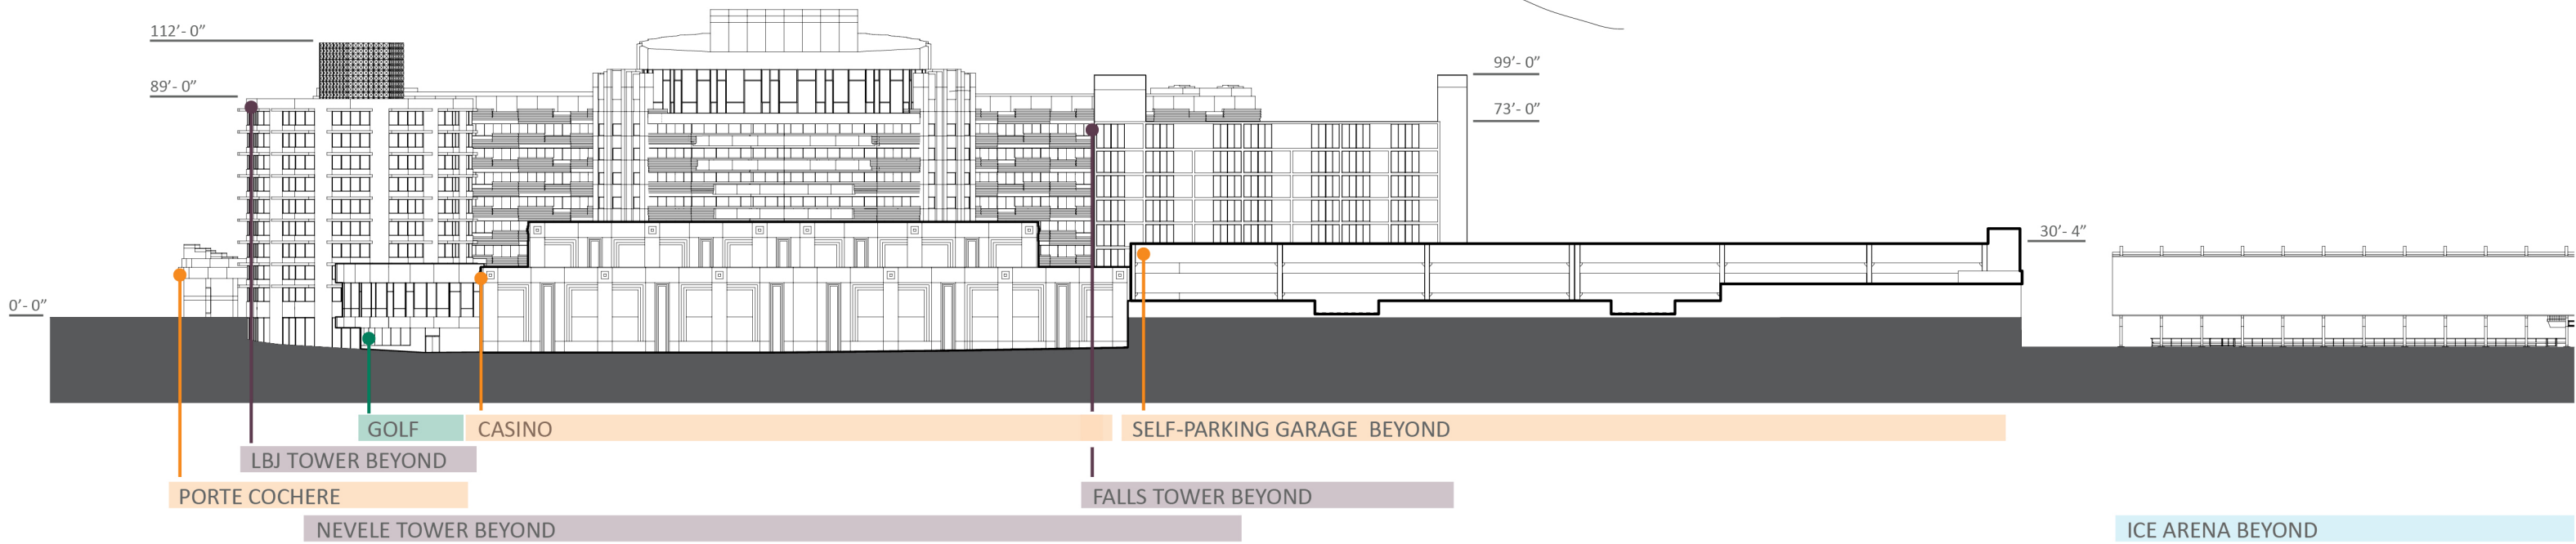 112'- 0"
89'- 0"
99'- 0"
73'- 0"
30'- 4"
0'- 0"
GOLF
CASINO
SELF-PARKING GARAGE BEYOND
LBJ TOWER BEYOND
PORTE COCHERE
FALLS TOWER BEYOND
NEVELE TOWER BEYOND
ICE ARENA BEYOND